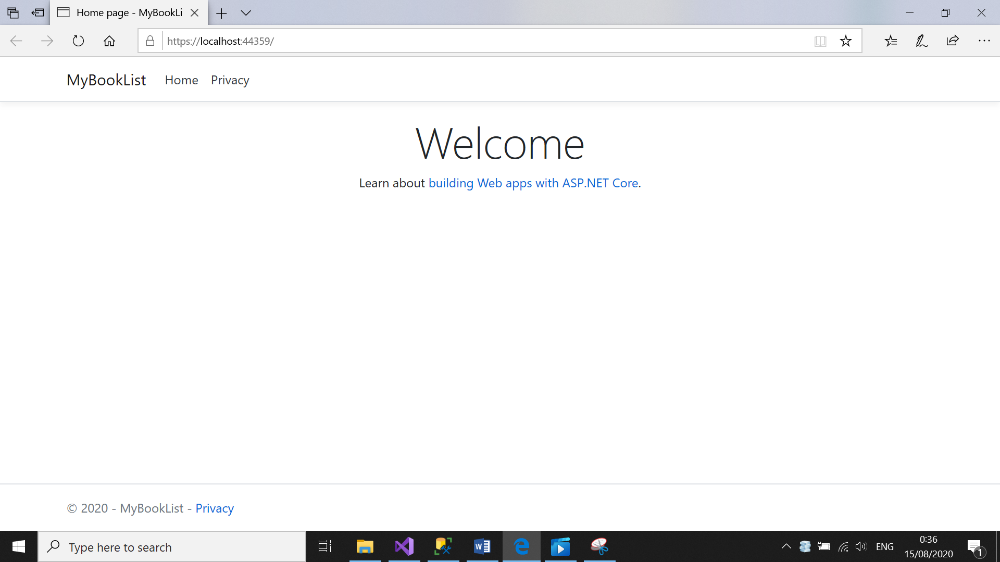 Home page - MyBookLi
https://localhost:44359/
MyBookList Home Privacy
Welcome
Learn about building Web apps with ASP.NET Core.
© 2020 - MyBookList - Privacy
Type here to search
W
ENG
0:36
15/08/2020
1